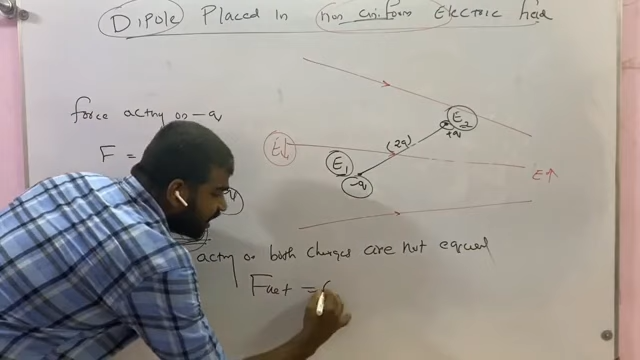 Dipole Placed In non uniform Electric field
force acting on -q
F =
E↓
E₁
-q
(2a)
E₂
+q
E↑
q
acting on both charges are not equal
Fnet = (